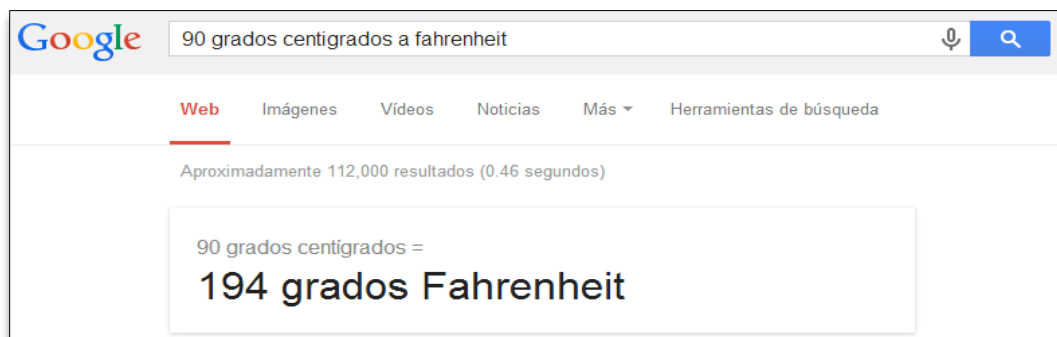 Google 90 grados centigrados a fahrenheit
Web Imágenes Vídeos Noticias Más Herramientas de búsqueda
Aproximadamente 112,000 resultados (0.46 segundos)
90 grados centígrados =
194 grados Fahrenheit